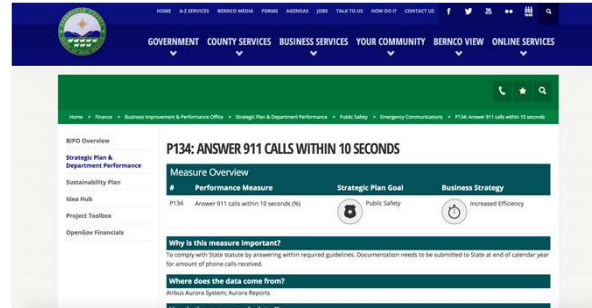 HOME A-Z SERVICES BERNCO MEDIA FORMS AGENDAS JOBS TALK TO US HOW DO I? CONTACT US
GOVERNMENT COUNTY SERVICES BUSINESS SERVICES YOUR COMMUNITY BERNCO VIEW ONLINE SERVICES
Home > Finance > Business Improvement & Performance Office > Strategic Plan & Department Performance > Public Safety > Emergency Communications > P134: Answer 911 calls within 10 seconds
BIPO Overview
Strategic Plan &
Department Performance
Sustainability Plan
Idea Hub
Project Toolbox
OpenGov Financials
P134: ANSWER 911 CALLS WITHIN 10 SECONDS
Measure Overview
# Performance Measure Strategic Plan Goal Business Strategy
P134 Answer 911 calls within 10 seconds (%) Public Safety Increased Efficiency
Why is this measure important?
To comply with State statute by answering within required guidelines. Documentation needs to be submitted to State at end of calendar year
for amount of phone calls received.
Where does the data come from?
Airbus Aurora System; Aurora Reports